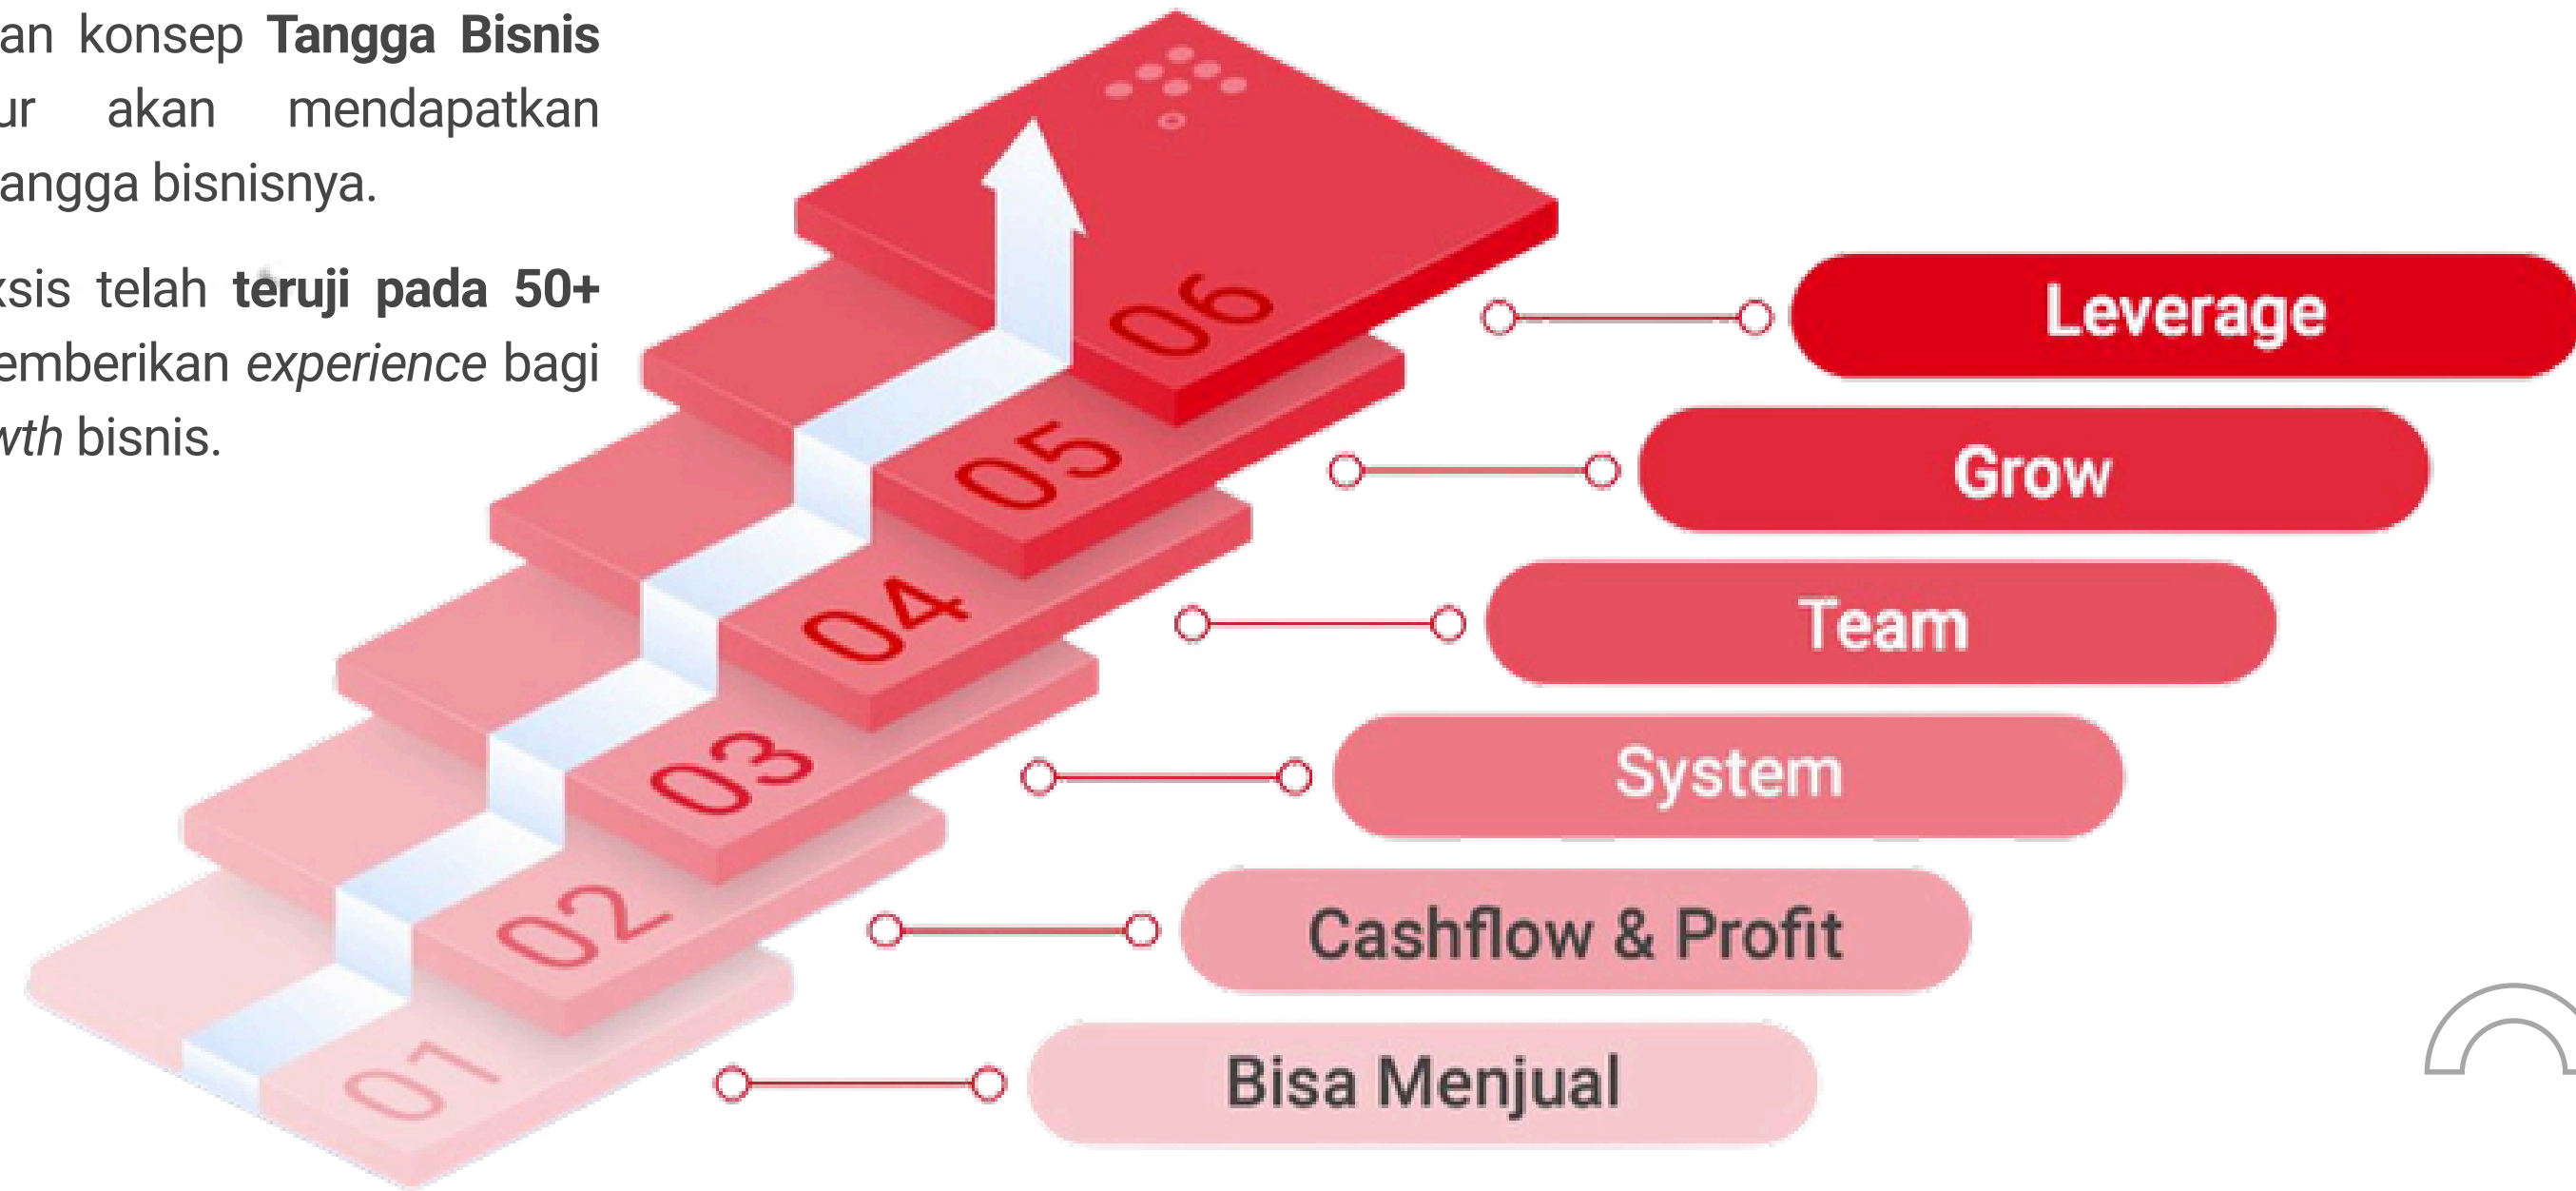 an konsep Tangga Bisnis
ur akan mendapatkan
angga bisnisnya.
sis telah teruji pada 50+
emberikan experience bagi
wth bisnis.
06
Leverage
05
Grow
04
Team
03
System
02
Cashflow & Profit
01
Bisa Menjual